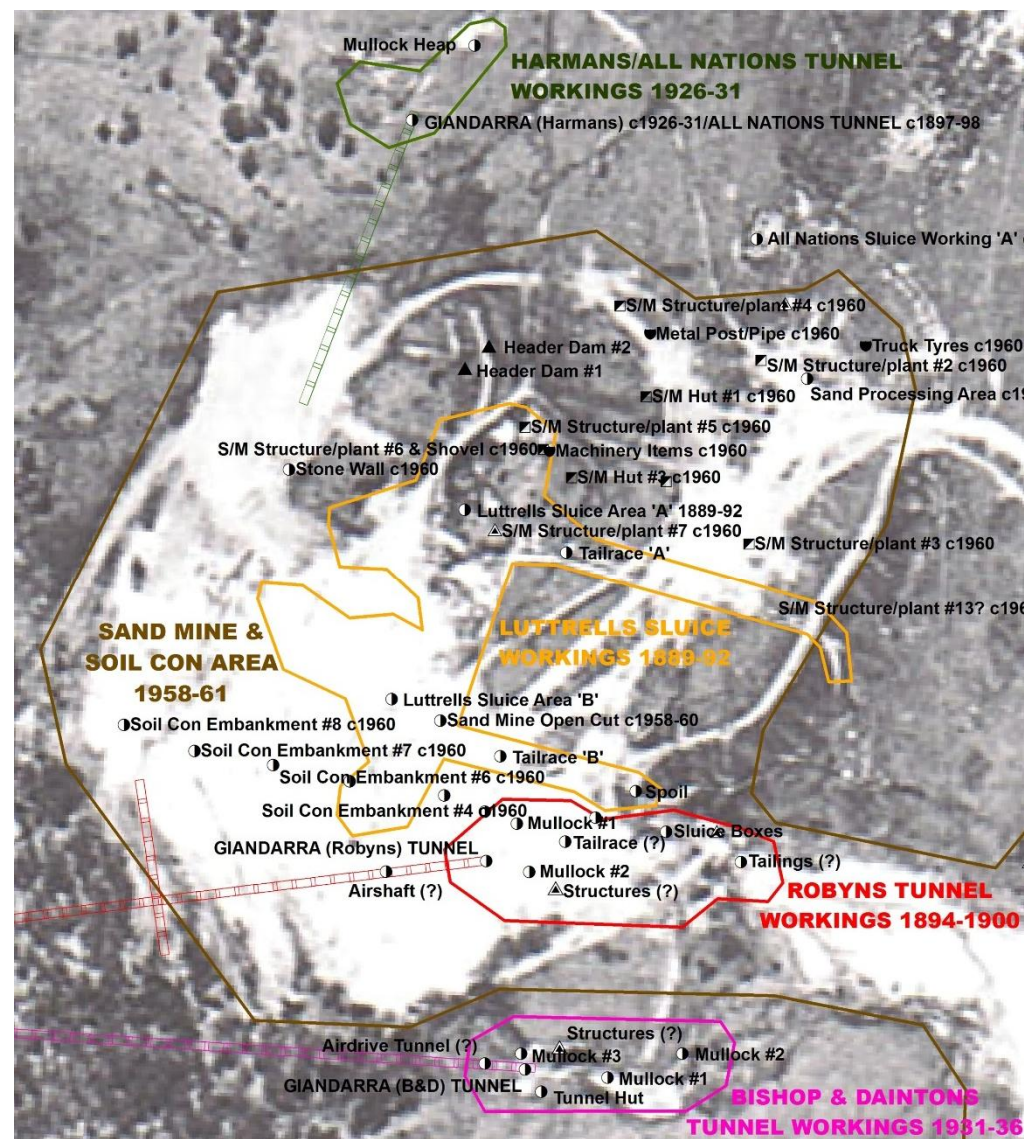 Mullock Heap
HARMANS/ALL NATIONS TUNNEL
WORKINGS 1926-31
GIANDARRA (Harmans) c1926-31/ALL NATIONS TUNNEL c1897-98
All Nations Sluice Working 'A'
S/M Structure/plant #4 c1960
Metal Post/Pipe c1960
Truck Tyres c1960
Header Dam #2
S/M Structure/plant #2 c1960
Header Dam #1
Sand Processing Area
S/M Hut #1 c1960
S/M Structure/plant #5 c1960
S/M Structure/plant #6 & Shovel c1960
Machinery Items c1960
Stone Wall c1960
S/M Hut #3 c1960
Luttrells Sluice Area 'A' 1889-92
S/M Structure/plant #7 c1960
S/M Structure/plant #3 c1960
Tailrace 'A'
S/M Structure/plant #13?
SAND MINE &
SOIL CON AREA
1958-61
LUTTRELLS SLUICE
WORKINGS 1889-92
Luttrells Sluice Area 'B'
Sand Mine Open Cut c1958-60
Soil Con Embankment #8 c1960
Soil Con Embankment #7 c1960
Tailrace 'B'
Soil Con Embankment #6 c1960
Spoil
Soil Con Embankment #4 c1960
Mullock #1
Sluice Boxes
Tailrace (?)
GIANDARRA (Robyns) TUNNEL
Tailings (?)
Airshaft (?)
Mullock #2
Structures (?)
ROBYNS TUNNEL
WORKINGS 1894-1900
Structures (?)
Airdrive Tunnel (?)
Mullock #3
Mullock #2
GIANDARRA (B&D) TUNNEL
Mullock #1
Tunnel Hut
BISHOP & DAINTONS
TUNNEL WORKINGS 1931-36